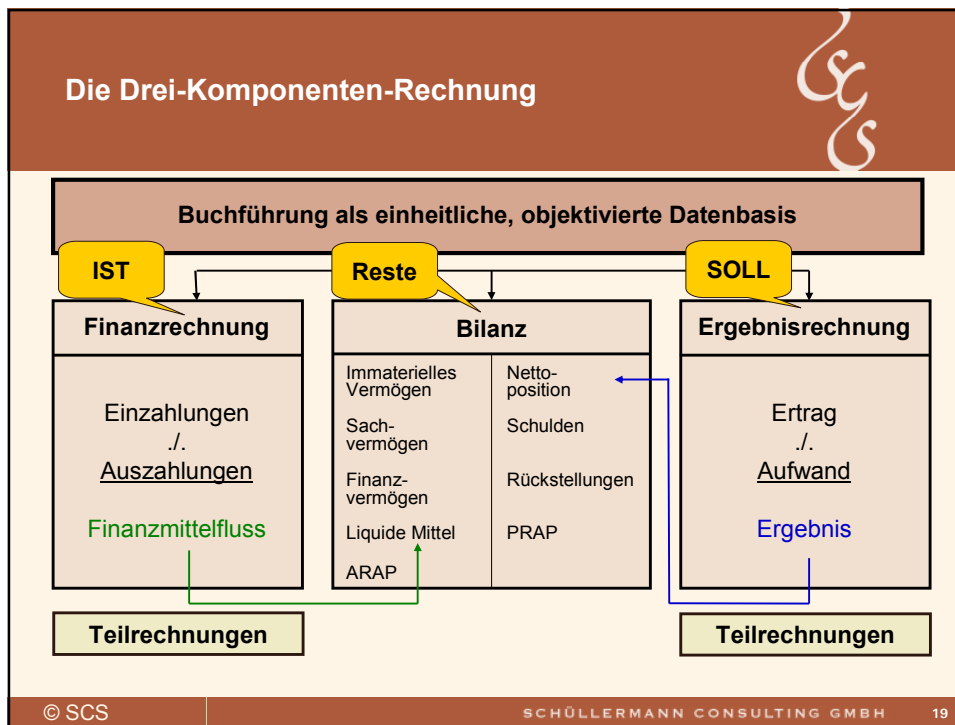 Die Drei-Komponenten-Rechnung
Buchführung als einheitliche, objektivierte Datenbasis
IST
Reste
SOLL
Finanzrechnung
Einzahlungen
./.
Auszahlungen
Finanzmittelfluss
Bilanz
Immaterielles
Vermögen
Sach-
vermögen
Finanz-
vermögen
Liquide Mittel
ARAP
Netto-
position
Schulden
Rückstellungen
PRAP
Ergebnisrechnung
Ertrag
./.
Aufwand
Ergebnis
Teilrechnungen
Teilrechnungen
© SCS
SCHÜLLERMANN CONSULTING GMBH
19